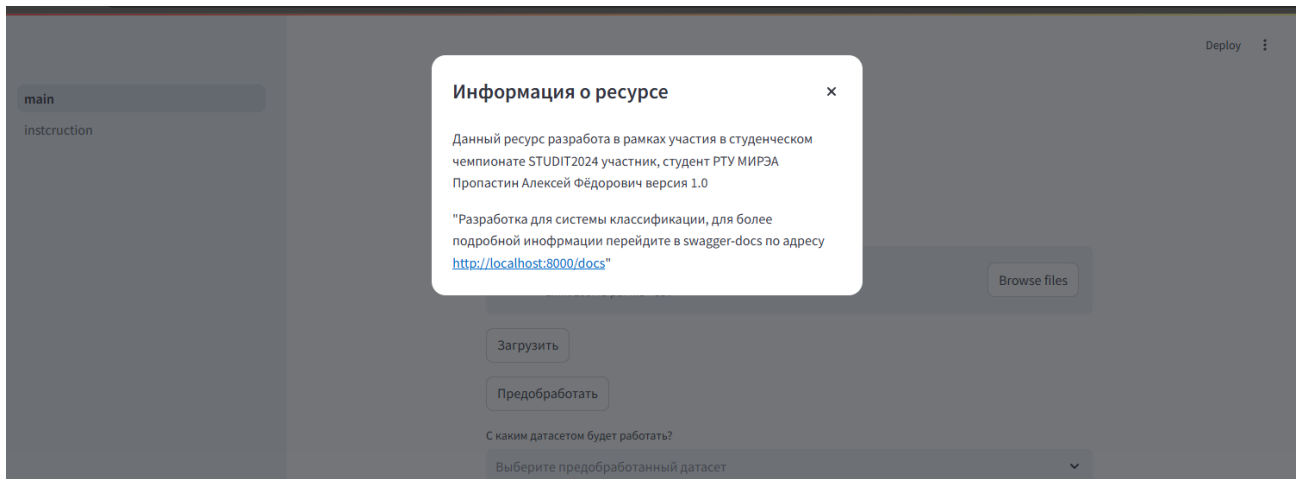 Deploy
main
instcruction
Информация о ресурсе
Данный ресурс разработа в рамках участия в студенческом
чемпионате STUDIT2024 участник, студент РТУ МИРЭА
Пропастин Алексей Фёдорович версия 1.0
"Разработка для системы классификации, для более
подробной инофрмации перейдите в swagger-docs по адресу
http://localhost:8000/docs"
Browse files
Загрузить
Предобработать
С каким датасетом будет работать?
Выберите предобработанный датасет